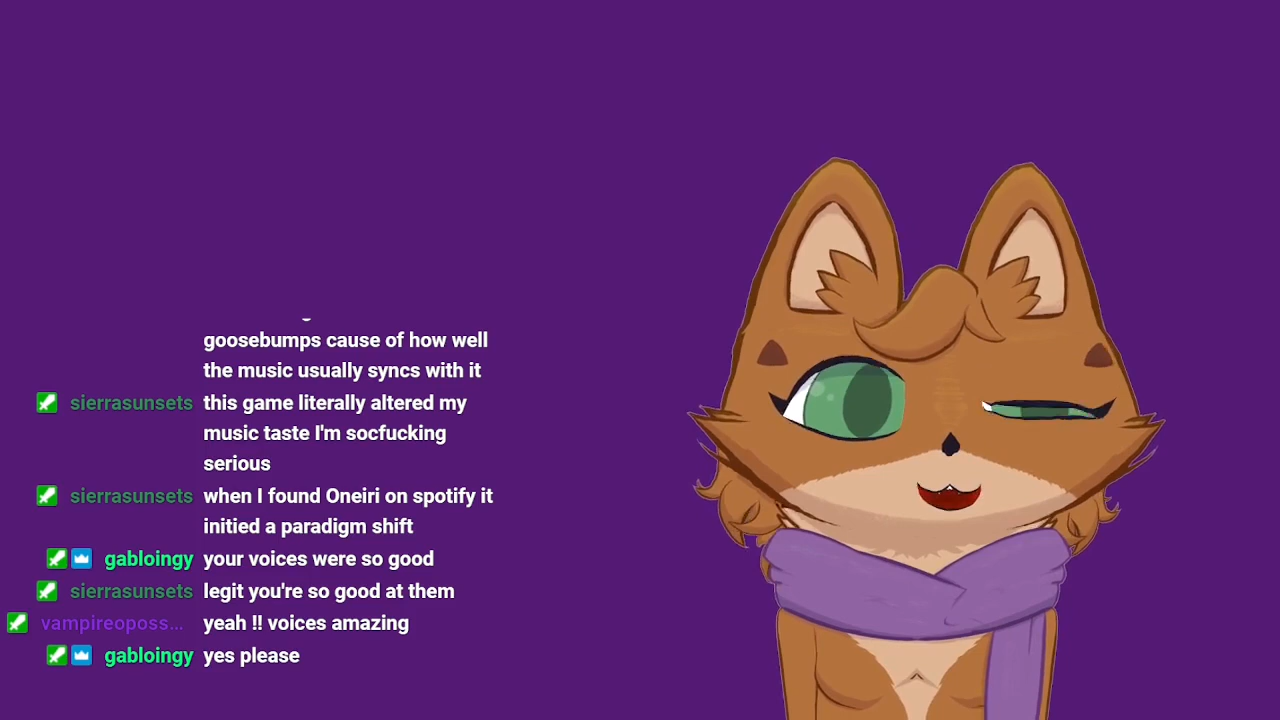 goosebumps cause of how well
the music usually syncs with it
sierrasunsets this game literally altered my
music taste I'm socfucking
serious
sierrasunsets when I found Oneiri on spotify it
initied a paradigm shift
gabloingy your voices were so good
sierrasunsets legit you're so good at them
vampireoposs... yeah !! voices amazing
gabloingy yes please